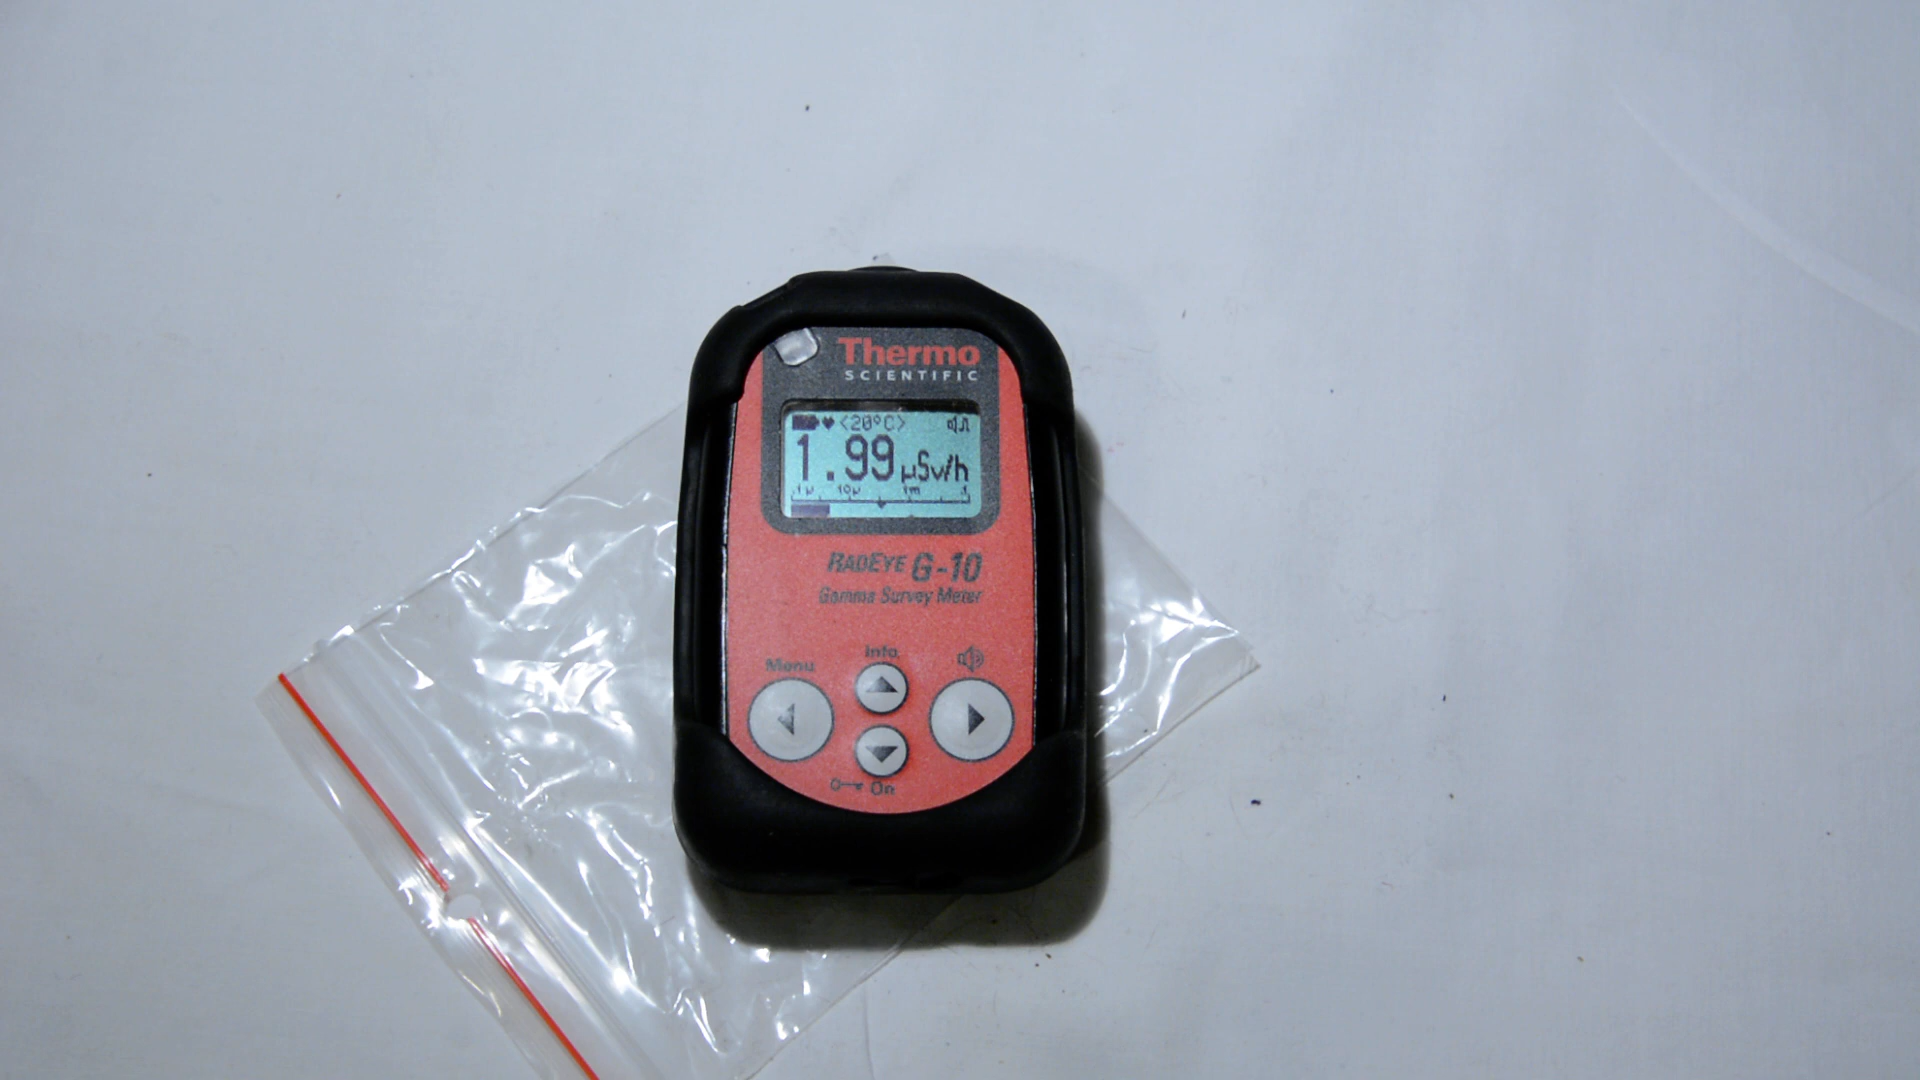 Thermo
SCIENTIFIC
<20°C>
1.99 µSv/h
1µ 10µ 1m .1
RADEYE G-10
Gamma Survey Meter
Info
Menu
On